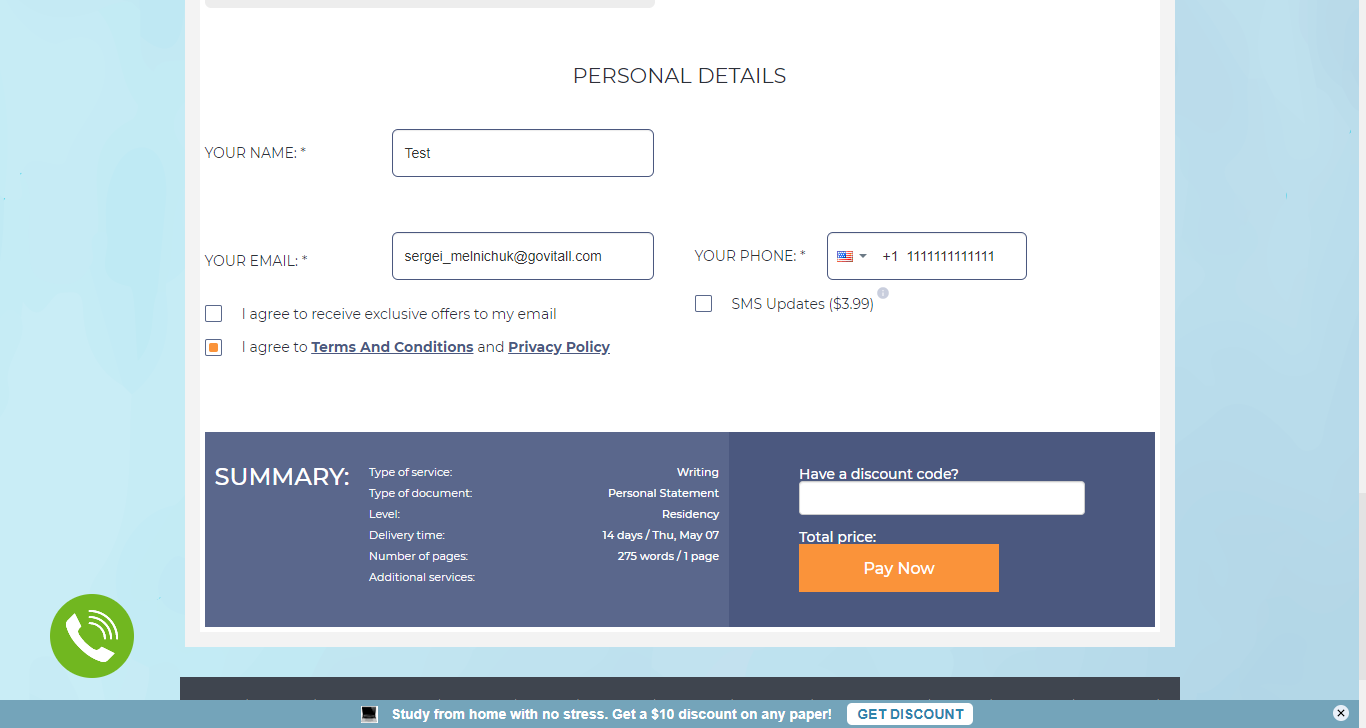 PERSONAL DETAILS
YOUR NAME: *
Test
YOUR EMAIL: *
sergei_melnichuk@govitall.com
YOUR PHONE: *
+1 1111111111111
I agree to receive exclusive offers to my email
SMS Updates ($3.99)
I agree to Terms And Conditions and Privacy Policy
SUMMARY:
Type of service: Writing
Type of document: Personal Statement
Level: Residency
Delivery time: 14 days / Thu, May 07
Number of pages: 275 words / 1 page
Additional services:
Have a discount code?
Total price:
Pay Now
Study from home with no stress. Get a $10 discount on any paper! GET DISCOUNT